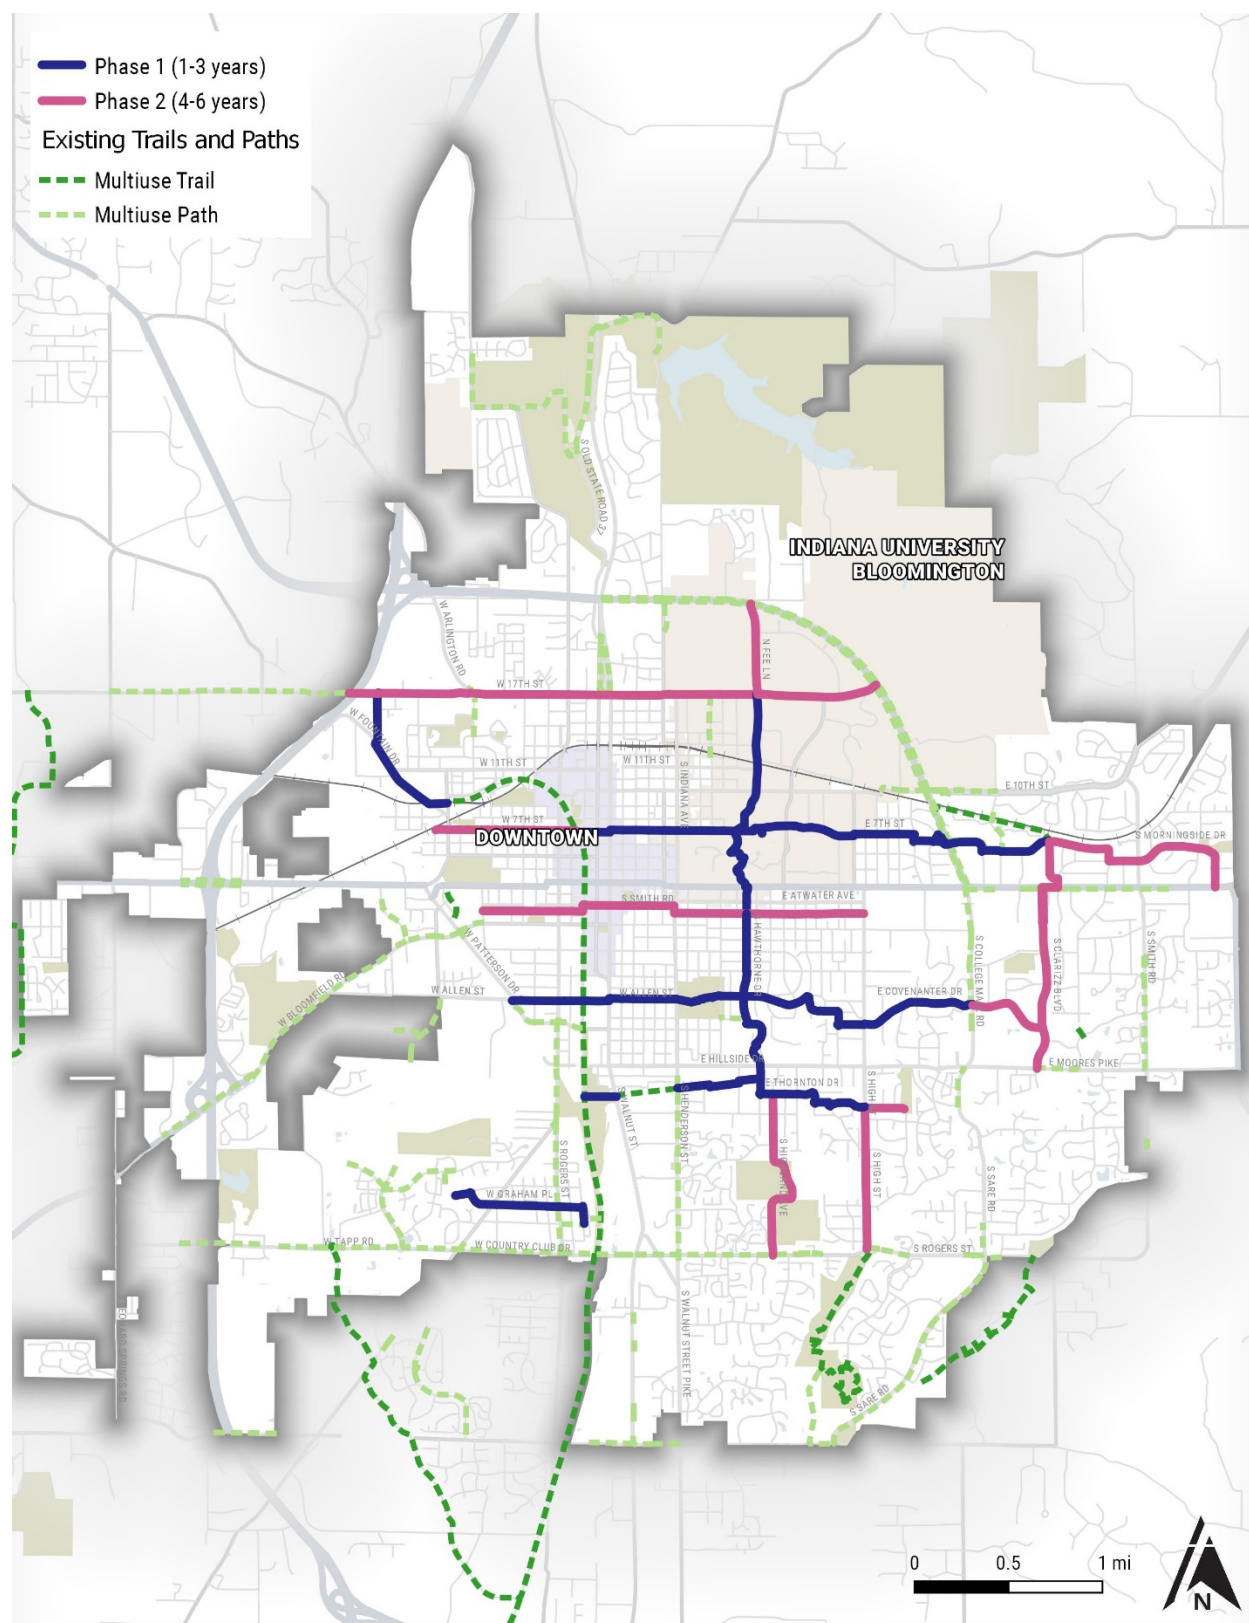 Phase 1 (1-3 years)
Phase 2 (4-6 years)
Existing Trails and Paths
Multiuse Trail
Multiuse Path
S OLD STATE ROAD 37
INDIANA UNIVERSITY
BLOOMINGTON
W ARLINGTON RD
N FEE LN
W 17TH ST
W FOUNTAIN DR
W 11TH ST
W 11TH ST
S INDIANA AVE
E 10TH ST
W 7TH ST
E 7TH ST
S MORNINGSIDE DR
DOWNTOWN
S SMITH RD
E ATWATER AVE
W PATTERSON DR
S HAWTHORNE DR
S COLLEGE MALL RD
S CLARIZZ BLVD
S SMITH RD
W BLOOMFIELD RD
W ALLEN ST
W ALLEN ST
E COVENANTER DR
E HILLSIDE DR
E MOORES PIKE
E THORNTON DR
S HIGH ST
S WALNUT ST
S HENDERSON ST
S ROGERS ST
S HIGH ST
S SARE RD
W GRAHAM PL
W TAPP RD
W COUNTRY CLUB DR
S ROGERS ST
S WALNUT STREET PIKE
S SARE RD
0 0.5 1 mi
N